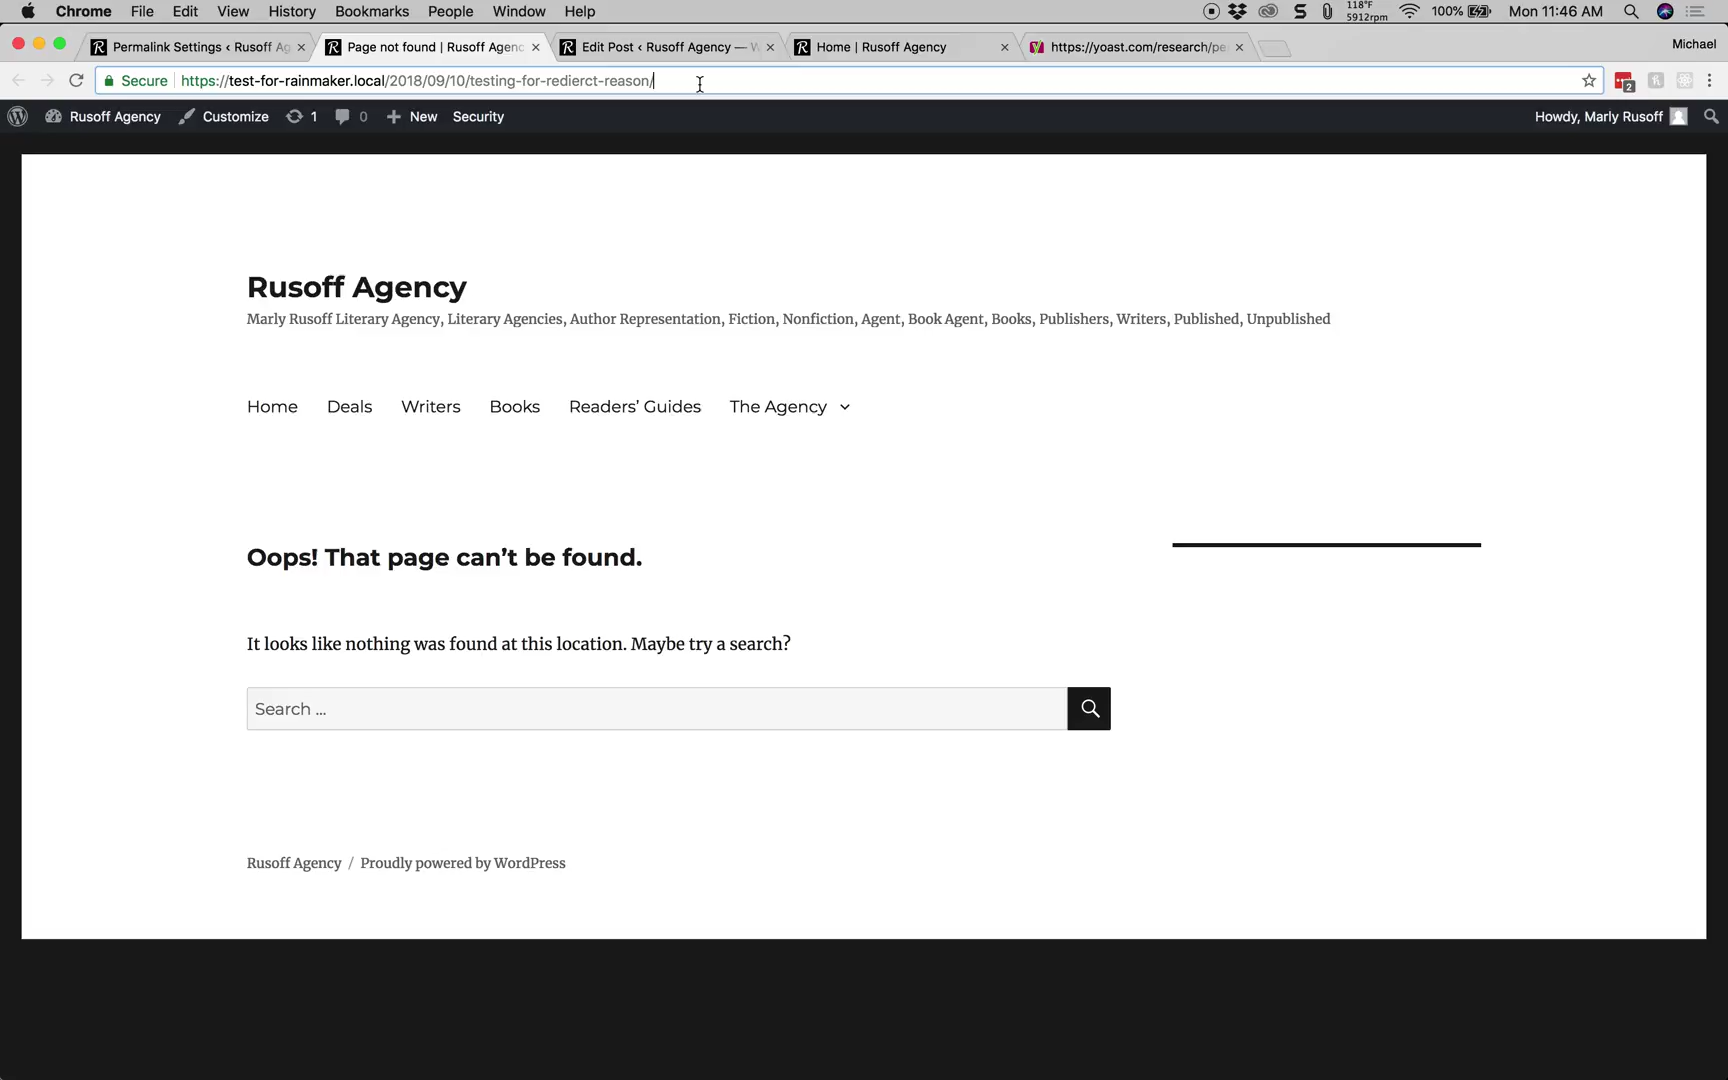 Chrome File Edit View History Bookmarks People Window Help
118°F
5912rpm
100% Mon 11:46 AM
Permalink Settings ‹ Rusoff Ag
Page not found | Rusoff Agenc
Edit Post ‹ Rusoff Agency — W
Home | Rusoff Agency
https://yoast.com/research/pe
Michael
Secure https://test-for-rainmaker.local/2018/09/10/testing-for-redierct-reason/
2
Rusoff Agency Customize 1 0 New Security Howdy, Marly Rusoff
Rusoff Agency
Marly Rusoff Literary Agency, Literary Agencies, Author Representation, Fiction, Nonfiction, Agent, Book Agent, Books, Publishers, Writers, Published, Unpublished
Home Deals Writers Books Readers’ Guides The Agency
Oops! That page can’t be found.
It looks like nothing was found at this location. Maybe try a search?
Search ...
Rusoff Agency / Proudly powered by WordPress